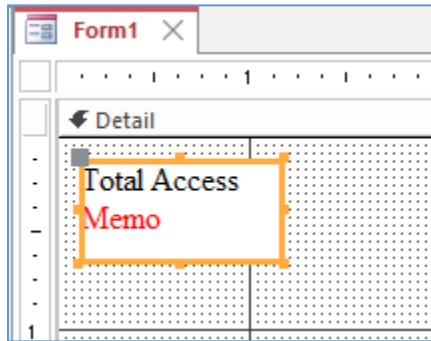 Form1
1
Detail
Total Access
Memo
1